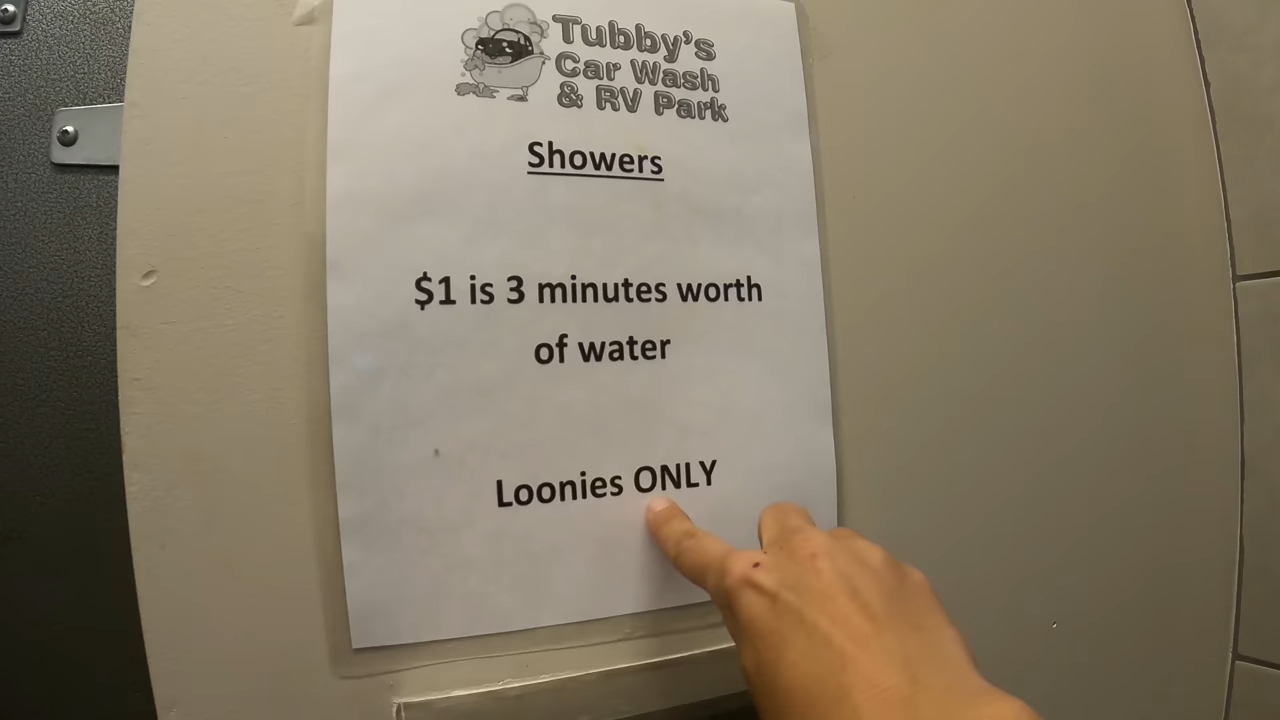 Tubby's
Car Wash
& RV Park
Showers
$1 is 3 minutes worth
of water
Loonies ONLY